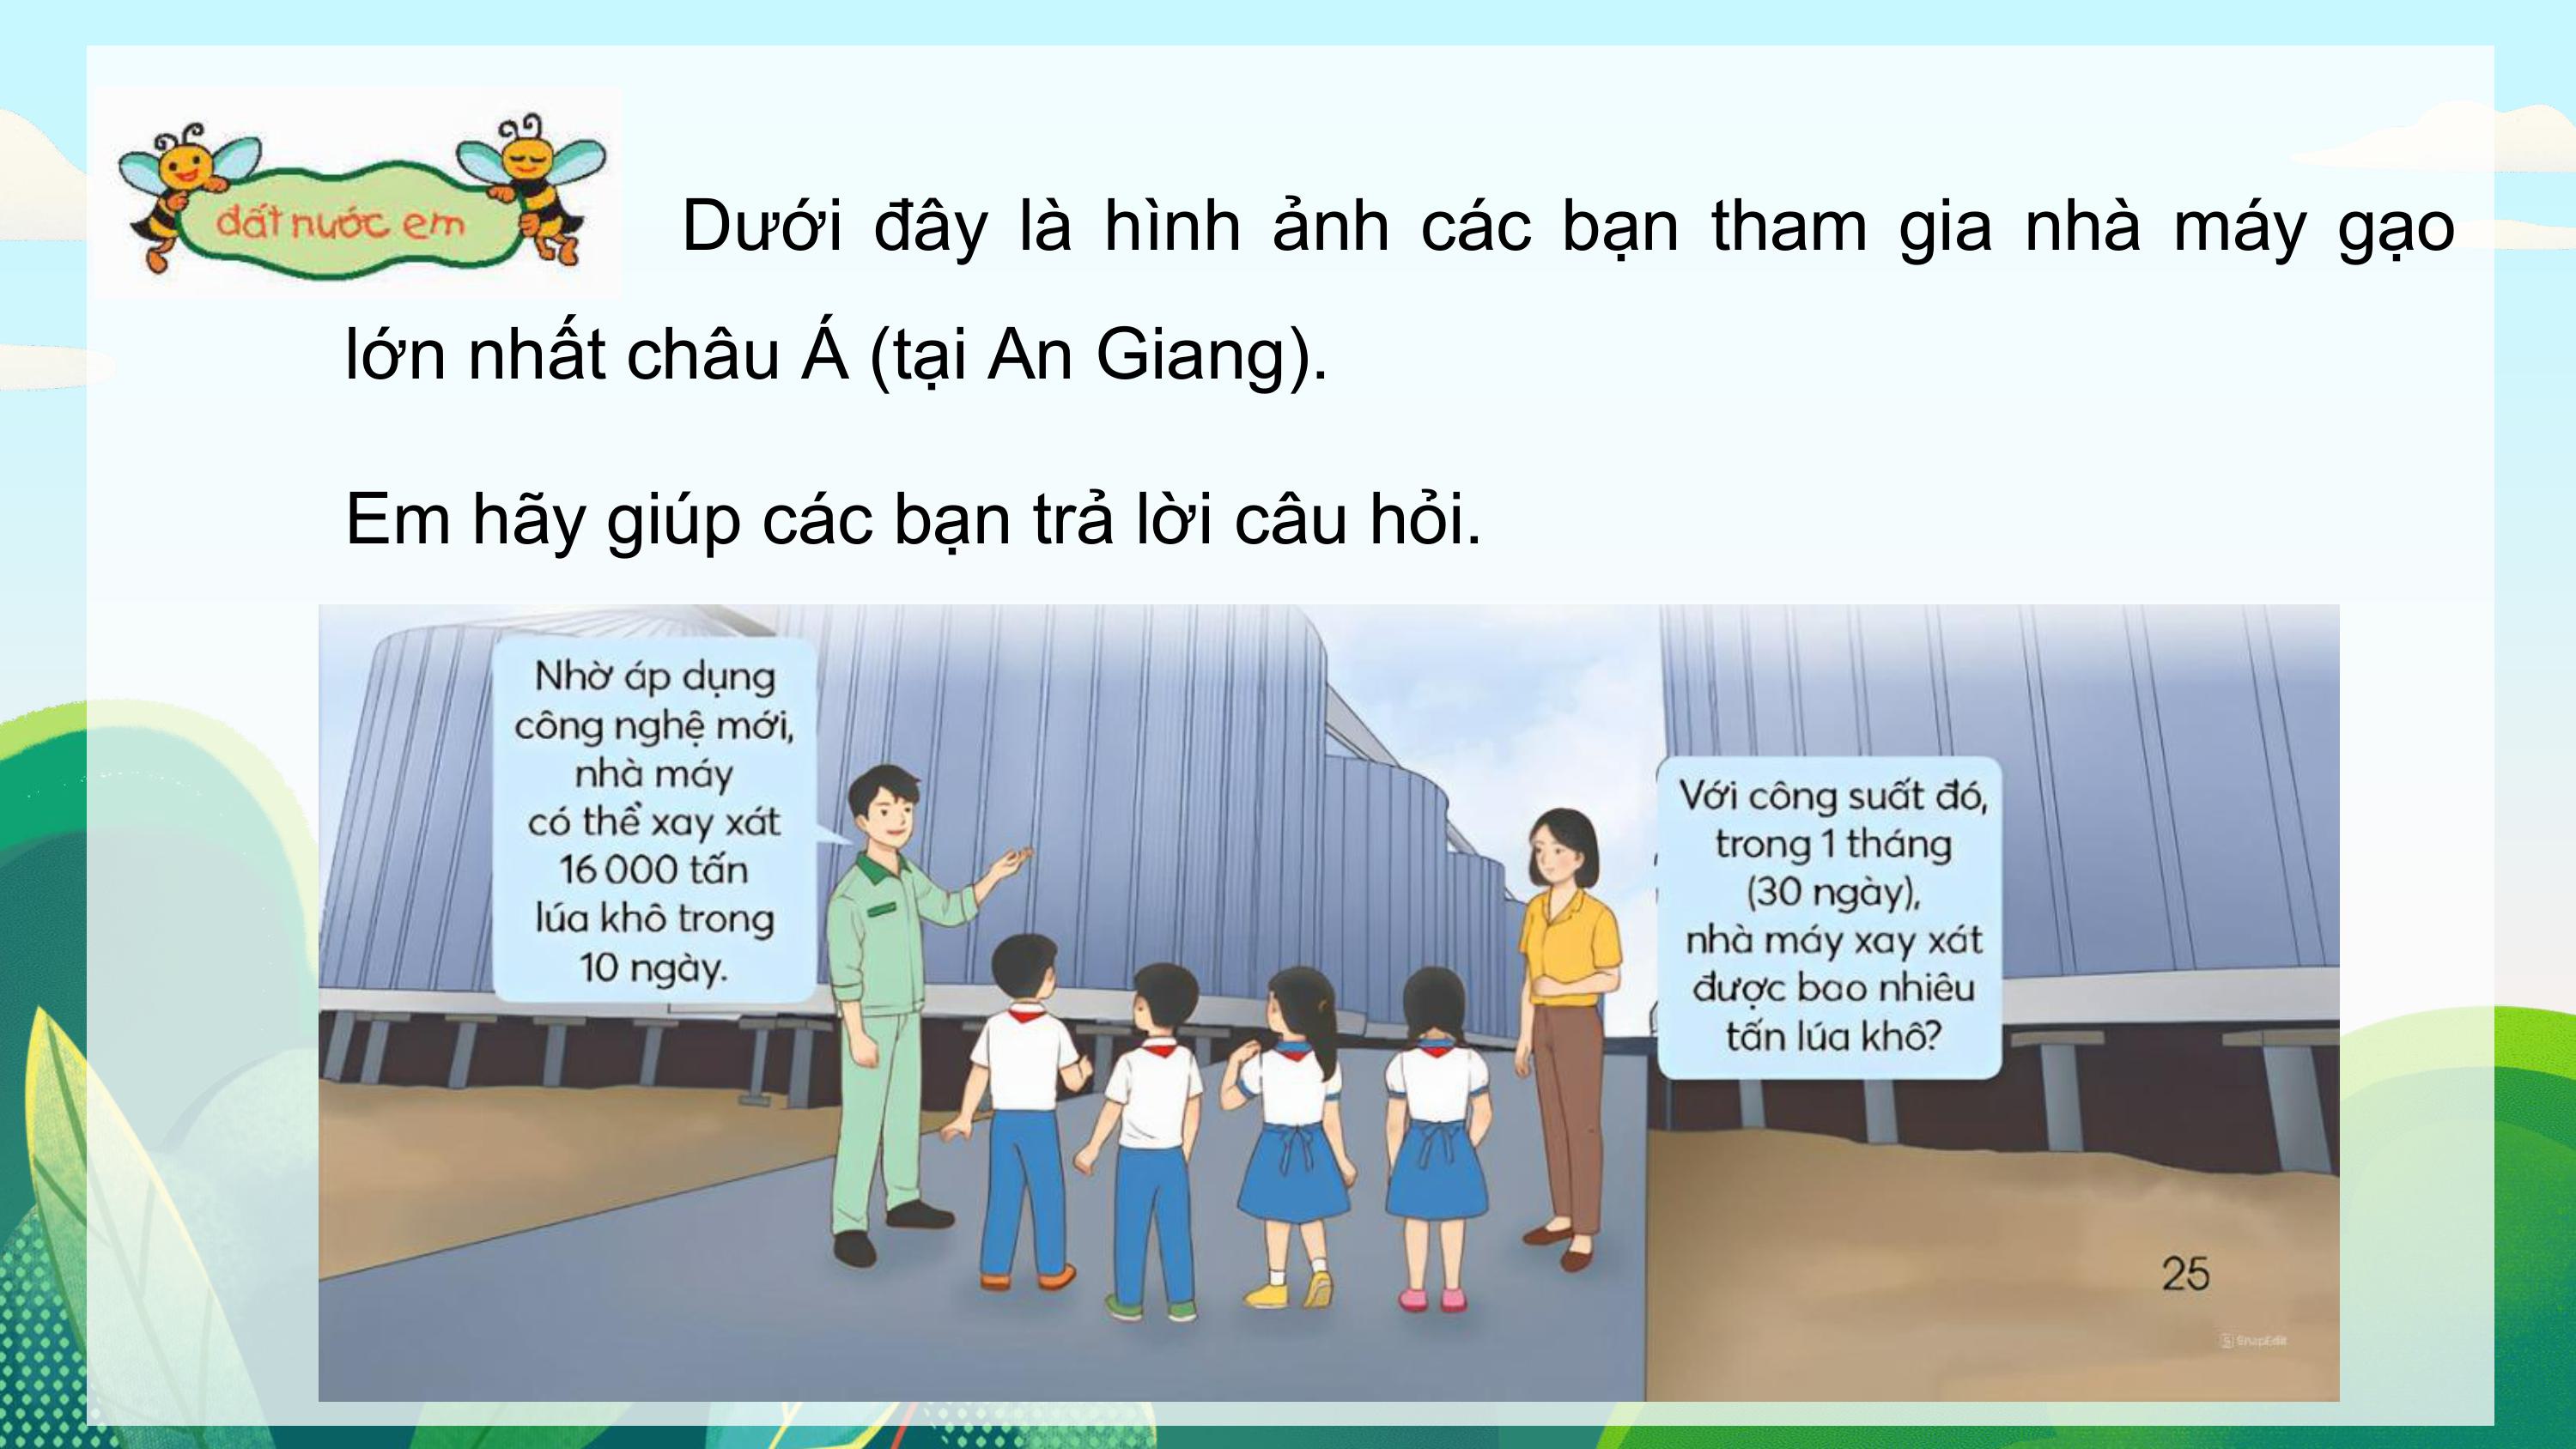 đất nước em
Dưới đây là hình ảnh các bạn tham gia nhà máy gạo
lớn nhất châu Á (tại An Giang).
Em hãy giúp các bạn trả lời câu hỏi.
Nhờ áp dụng
công nghệ mới,
nhà máy
có thể xay xát
16 000 tấn
lúa khô trong
10 ngày.
Với công suất đó,
trong 1 tháng
(30 ngày),
nhà máy xay xát
được bao nhiêu
tấn lúa khô?
25
SnapEdit